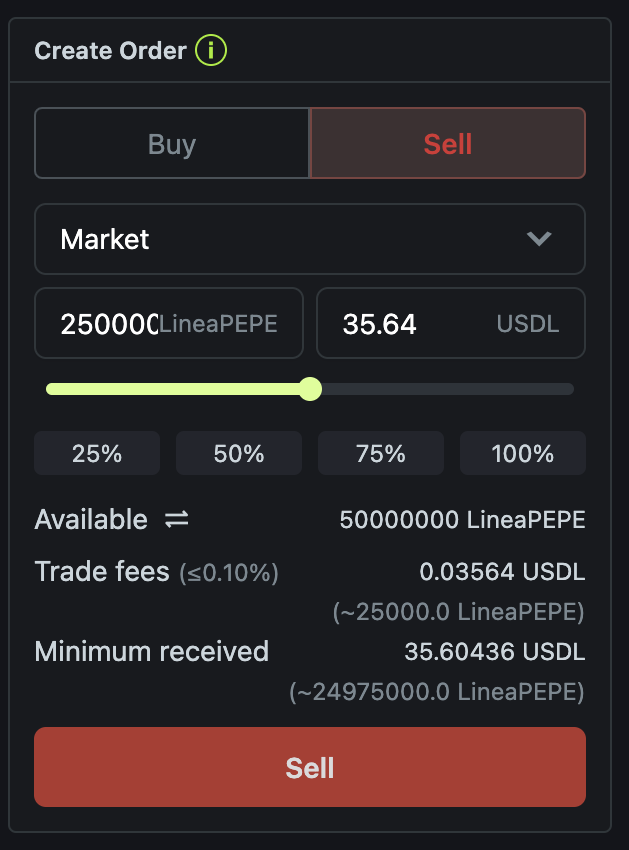 Create Order i
Buy Sell
Market
250000 LineaPEPE 35.64 USDL
25% 50% 75% 100%
Available ⇌ 50000000 LineaPEPE
Trade fees (≤0.10%) 0.03564 USDL
(~25000.0 LineaPEPE)
Minimum received 35.60436 USDL
(~24975000.0 LineaPEPE)
Sell